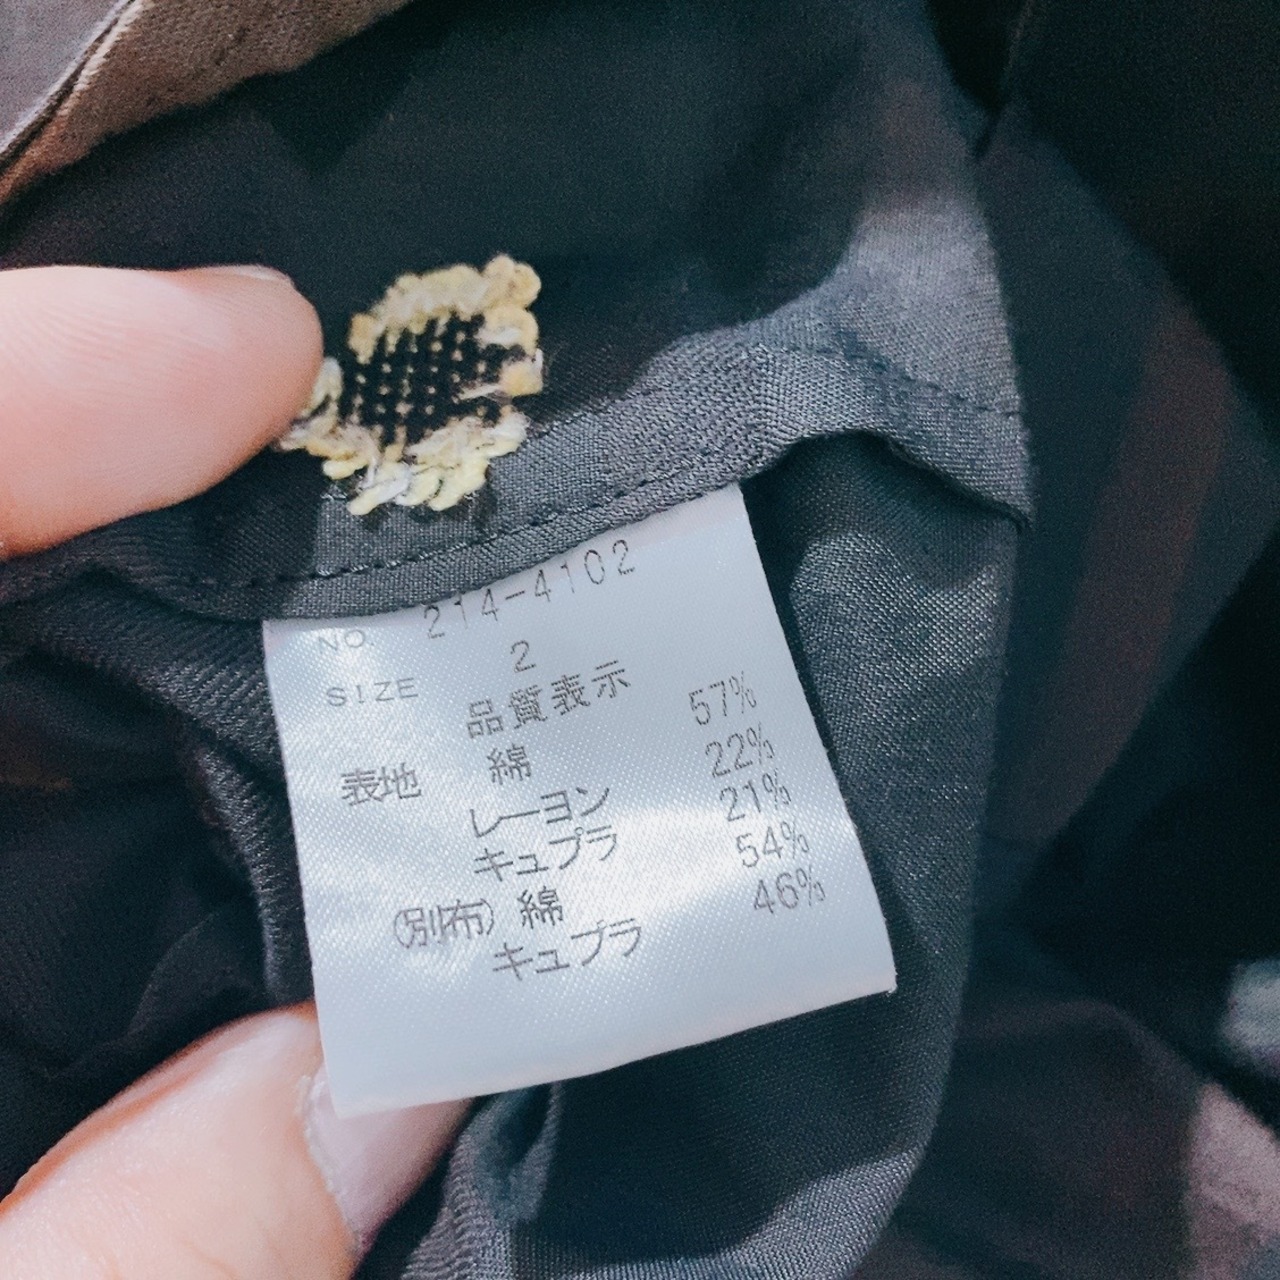 NO. 214-4102
SIZE 2
品質表示
表地 綿 57%
レーヨン 22%
キュプラ 21%
(別布) 綿 54%
キュプラ 46%